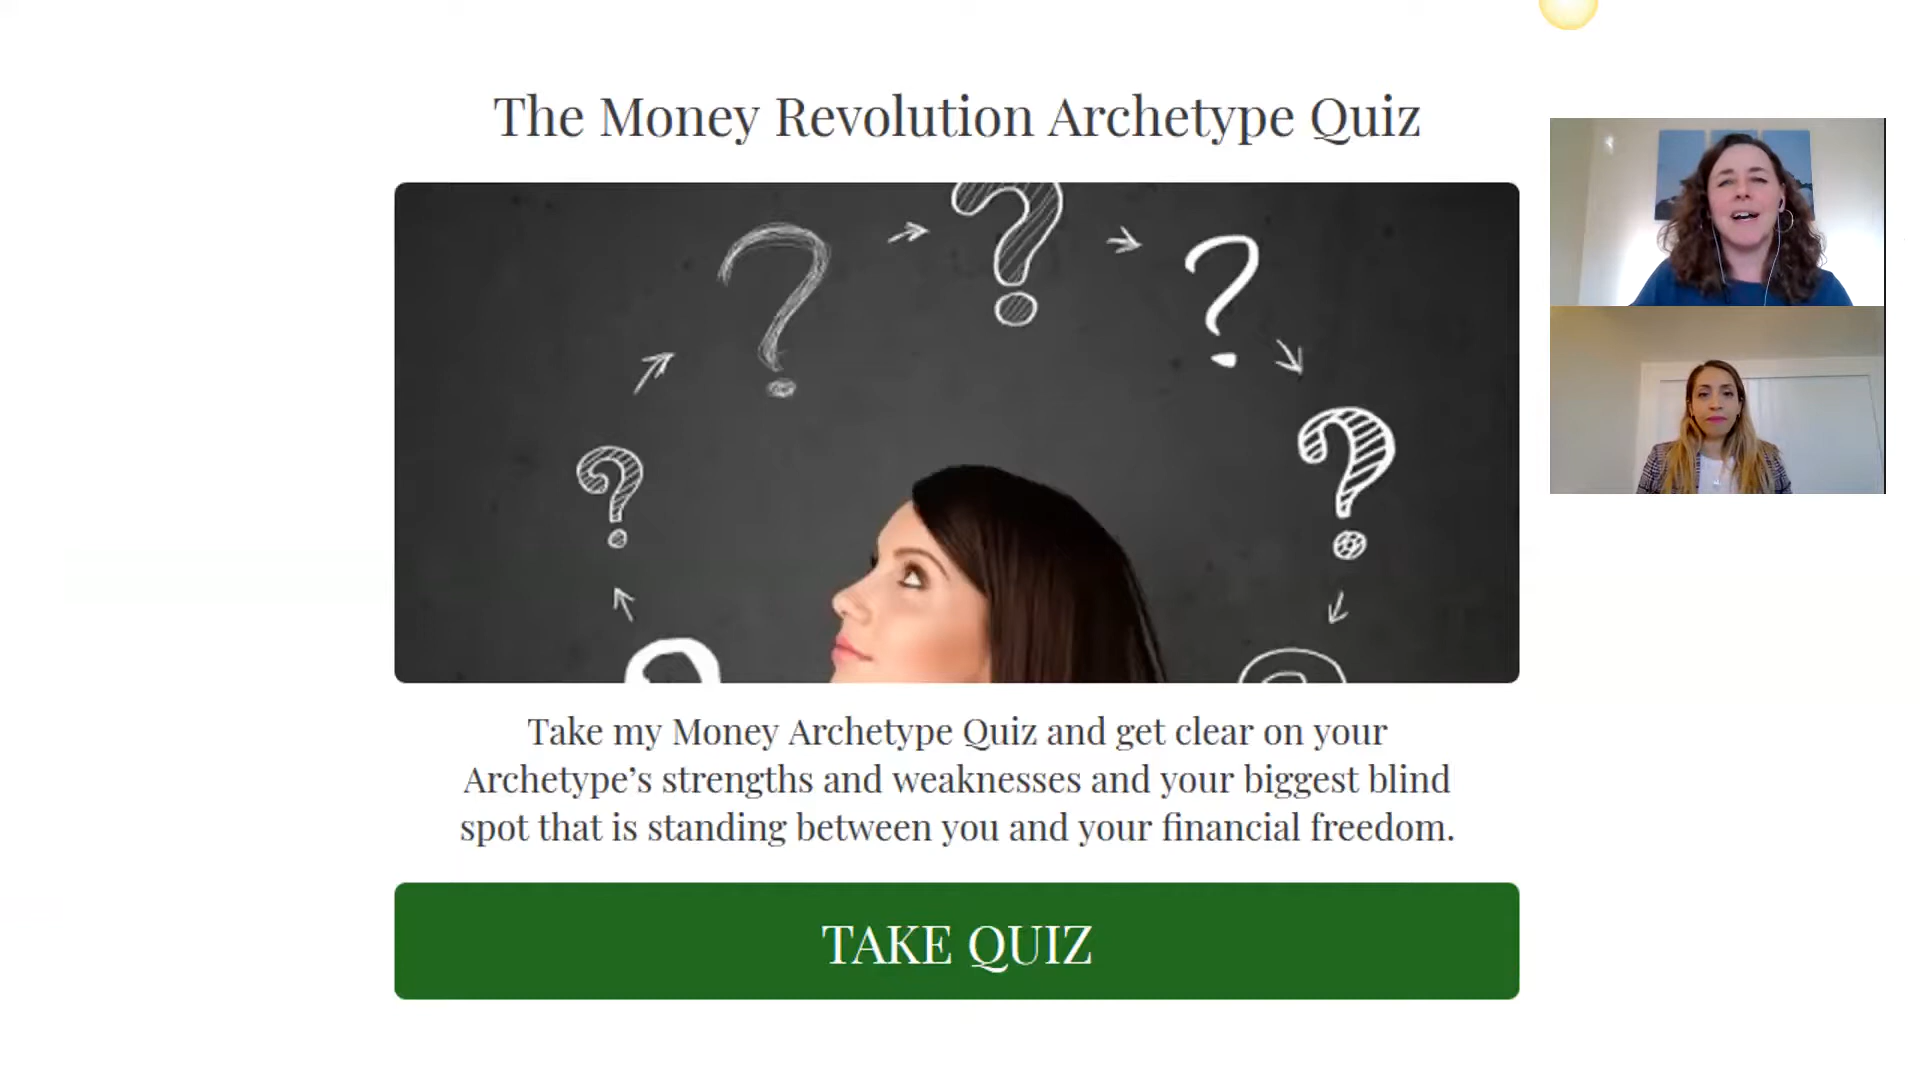 The Money Revolution Archetype Quiz
Take my Money Archetype Quiz and get clear on your
Archetype’s strengths and weaknesses and your biggest blind
spot that is standing between you and your financial freedom.
TAKE QUIZ